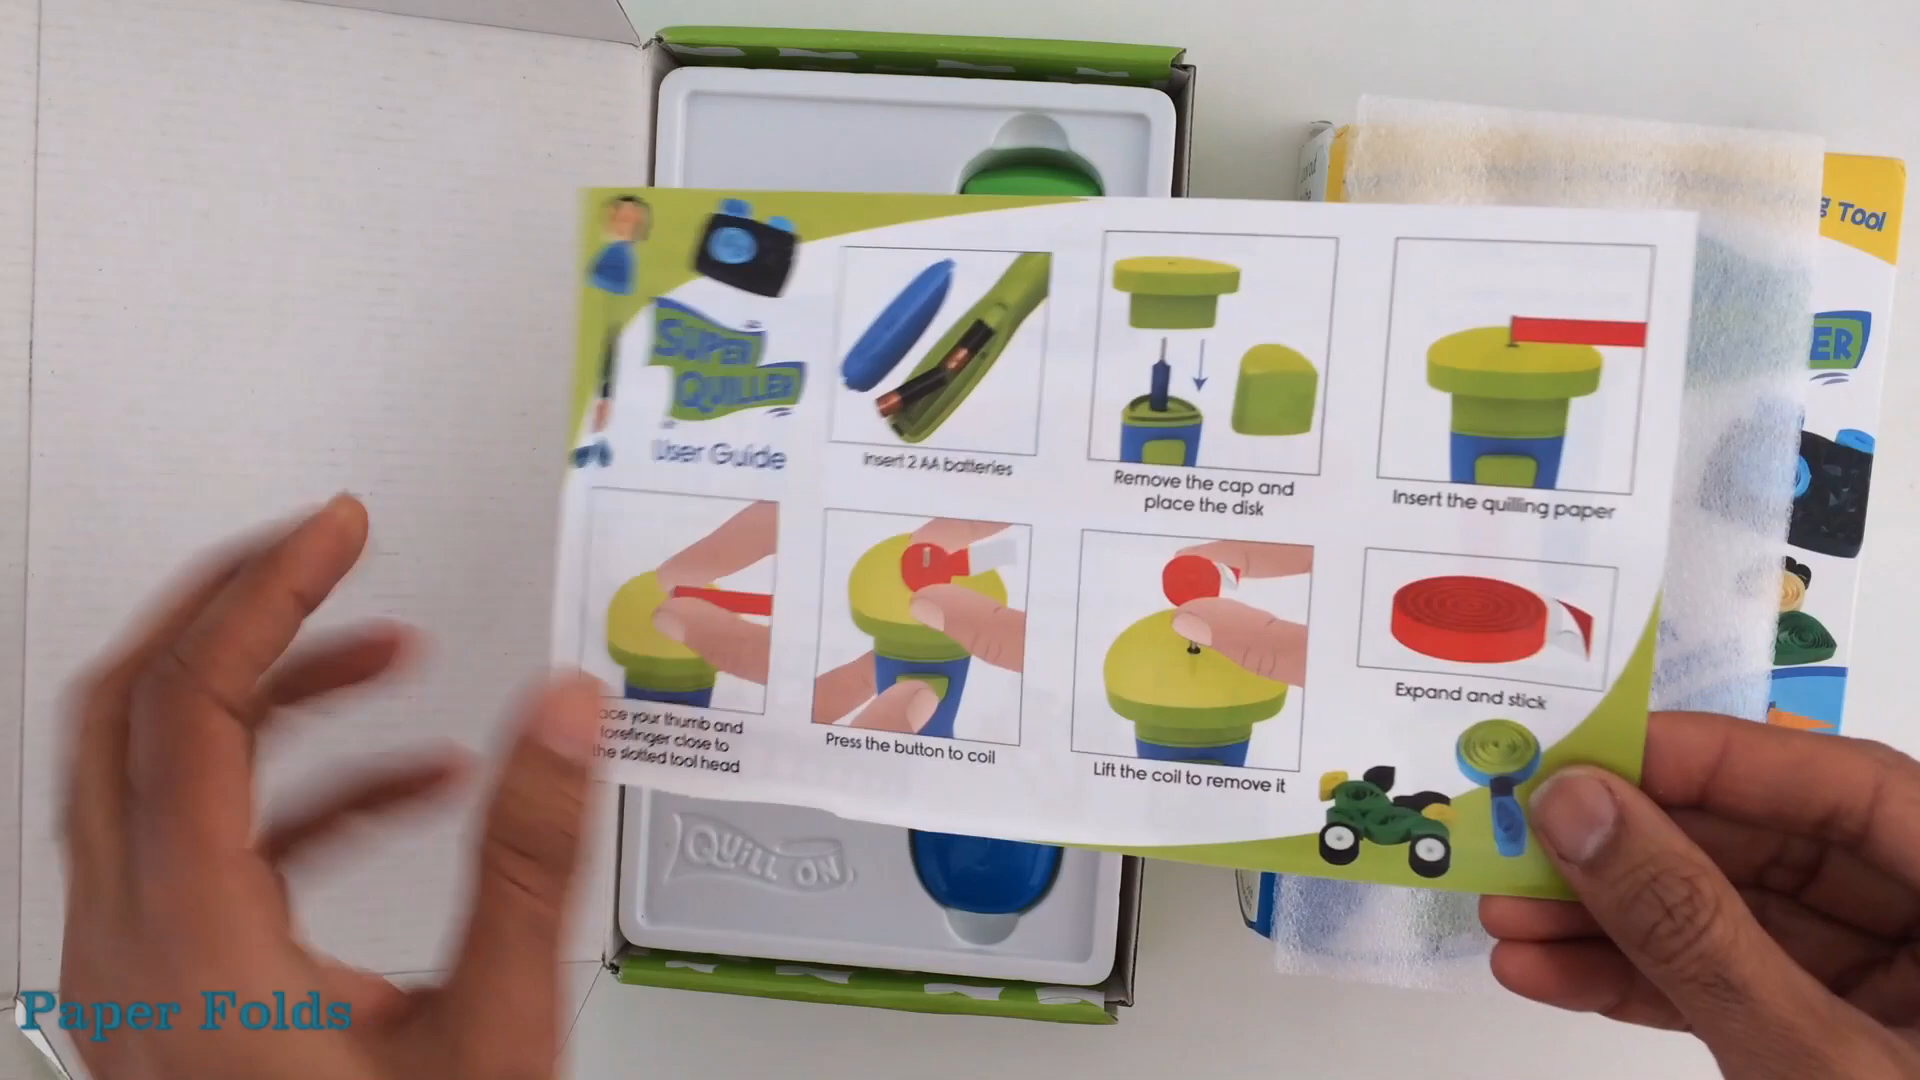 SUPER
QUILLER
User Guide
Insert 2 AA batteries
Remove the cap and
place the disk
Insert the quilling paper
ace your thumb and
forefinger close to
the slotted tool head
Press the button to coil
Lift the coil to remove it
Expand and stick
g Tool
ER
QUILL ON
Paper Folds